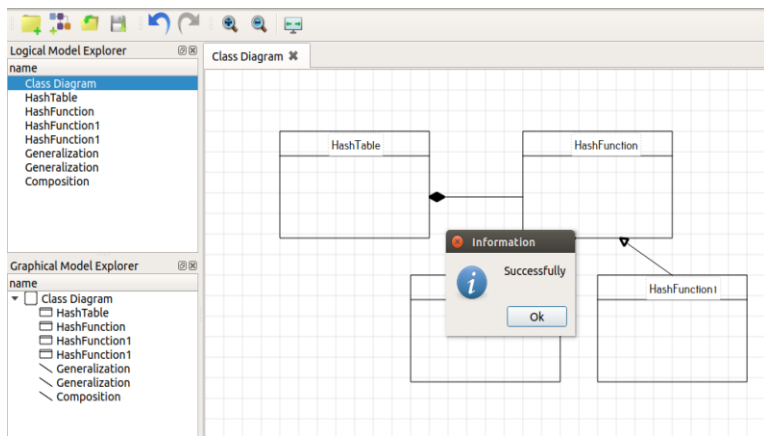 Logical Model Explorer
name
Class Diagram
HashTable
HashFunction
HashFunction1
HashFunction1
Generalization
Generalization
Composition
Graphical Model Explorer
name
Class Diagram
HashTable
HashFunction
HashFunction1
HashFunction1
Generalization
Generalization
Composition
Class Diagram
HashTable
HashFunction
Information
Successfully
Ok
HashFunction1